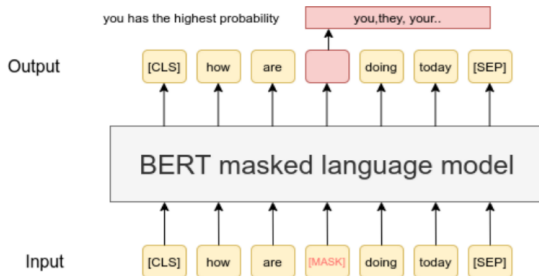 you has the highest probability you,they, your..
Output [CLS] how are doing today [SEP]
BERT masked language model
Input [CLS] how are [MASK] doing today [SEP]